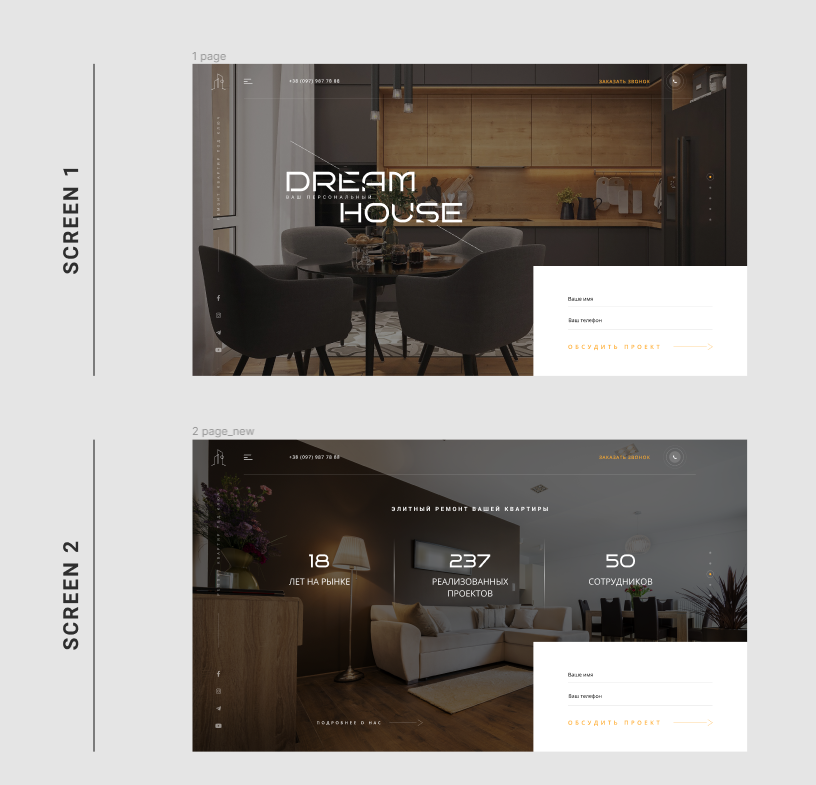 1 page
SCREEN 1
+38 (097) 987 78 88
ЗАКАЗАТЬ ЗВОНОК
DREAM
ВАШ ПЕРСОНАЛЬНЫЙ
HOUSE
Ваше имя
Ваш телефон
ОБСУДИТЬ ПРОЕКТ
2 page_new
SCREEN 2
+38 (097) 987 78 88
ЗАКАЗАТЬ ЗВОНОК
ЭЛИТНЫЙ РЕМОНТ ВАШЕЙ КВАРТИРЫ
18
ЛЕТ НА РЫНКЕ
237
РЕАЛИЗОВАННЫХ
ПРОЕКТОВ
50
СОТРУДНИКОВ
Ваше имя
Ваш телефон
ОБСУДИТЬ ПРОЕКТ
ПОДРОБНЕЕ О НАС